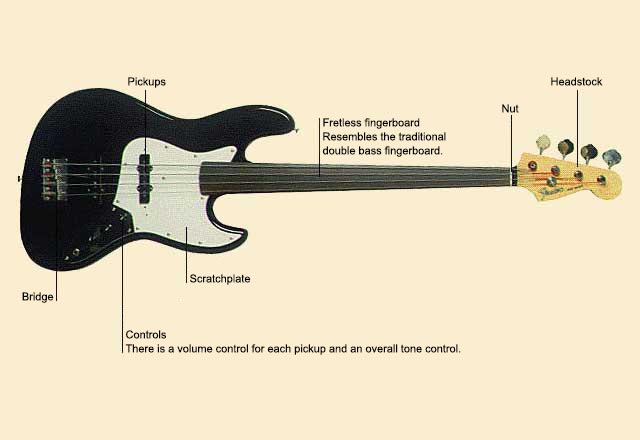 Pickups
Headstock
Nut
Fretless fingerboard
Resembles the traditional
double bass fingerboard.
Scratchplate
Bridge
Controls
There is a volume control for each pickup and an overall tone control.